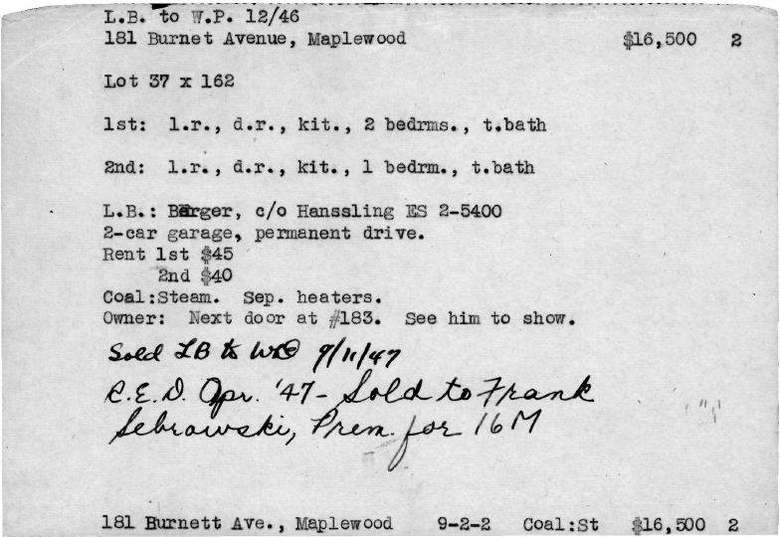 L.B. to W.P. 12/46
181 Burnet Avenue, Maplewood $16,500 2
Lot 37 x 162
1st: l.r., d.r., kit., 2 bedrms., t.bath
2nd: l.r., d.r., kit., 1 bedrm., t.bath
L.B.: Berger, c/o Hanssling ES 2-5400
2-car garage, permanent drive.
Rent 1st $45
2nd $40
Coal:Steam. Sep. heaters.
Owner: Next door at #183. See him to show.
Sold LB to 9/11/47
R.E.D. Apr. '47 - Sold to Frank
Sebrowski, Prem. for 16M
181 Burnett Ave., Maplewood 9-2-2 Coal:St $16,500 2